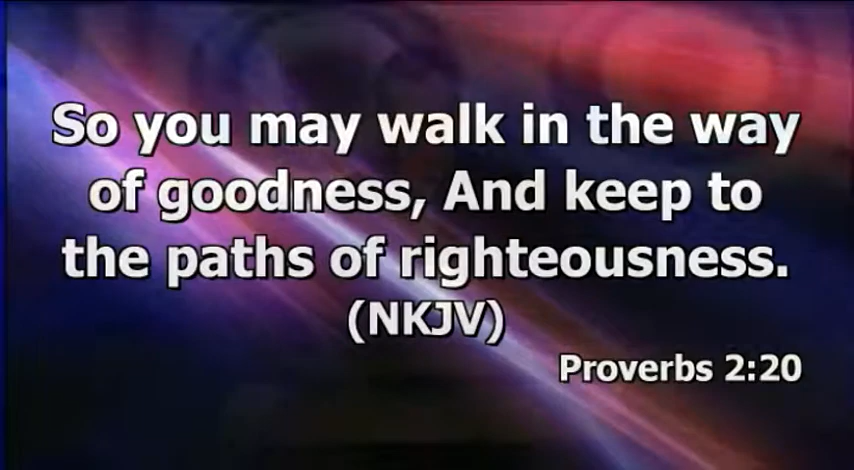 So you may walk in the way
of goodness, And keep to
the paths of righteousness.
(NKJV)
Proverbs 2:20